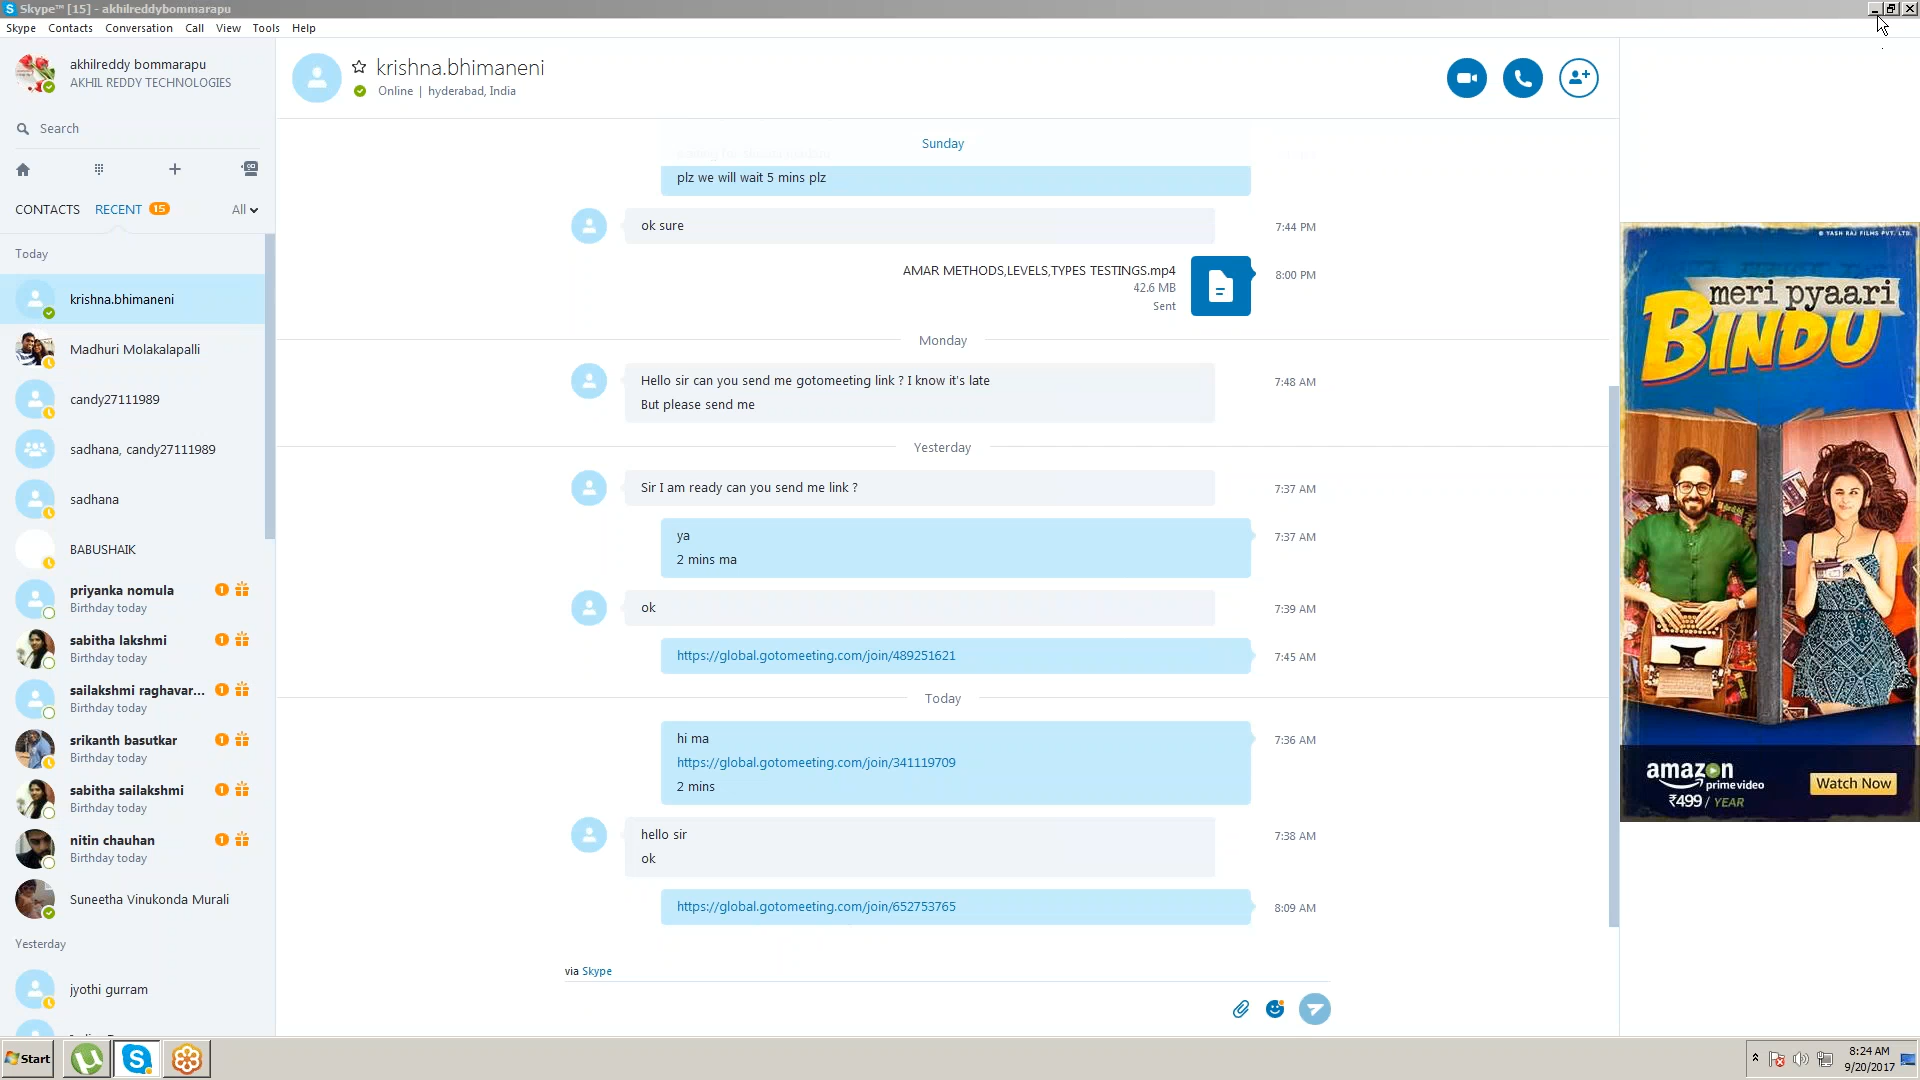 Skype™ [15] - akhilreddybommarapu
Skype Contacts Conversation Call View Tools Help
akhilreddy bommarapu
AKHIL REDDY TECHNOLOGIES
Search
CONTACTS RECENT 15 All
Today
krishna.bhimaneni
Madhuri Molakalapalli
candy27111989
sadhana, candy27111989
sadhana
BABUSHAIK
priyanka nomula 1
Birthday today
sabitha lakshmi 1
Birthday today
sailakshmi raghavar... 1
Birthday today
srikanth basutkar 1
Birthday today
sabitha sailakshmi 1
Birthday today
nitin chauhan 1
Birthday today
Suneetha Vinukonda Murali
Yesterday
jyothi gurram
krishna.bhimaneni
Online | hyderabad, India
Sunday
plz we will wait 5 mins plz
ok sure 7:44 PM
AMAR METHODS,LEVELS,TYPES TESTINGS.mp4 8:00 PM
42.6 MB
Sent
Monday
Hello sir can you send me gotomeeting link ? I know it's late 7:48 AM
But please send me
Yesterday
Sir I am ready can you send me link ? 7:37 AM
ya 7:37 AM
2 mins ma
ok 7:39 AM
https://global.gotomeeting.com/join/489251621 7:45 AM
Today
hi ma 7:36 AM
https://global.gotomeeting.com/join/341119709
2 mins
hello sir 7:38 AM
ok
https://global.gotomeeting.com/join/652753765 8:09 AM
via Skype
© YASH RAJ FILMS PVT. LTD.
meri pyaari
BINDU
amazon
prime video
₹499 / YEAR
Watch Now
Start
8:24 AM
9/20/2017